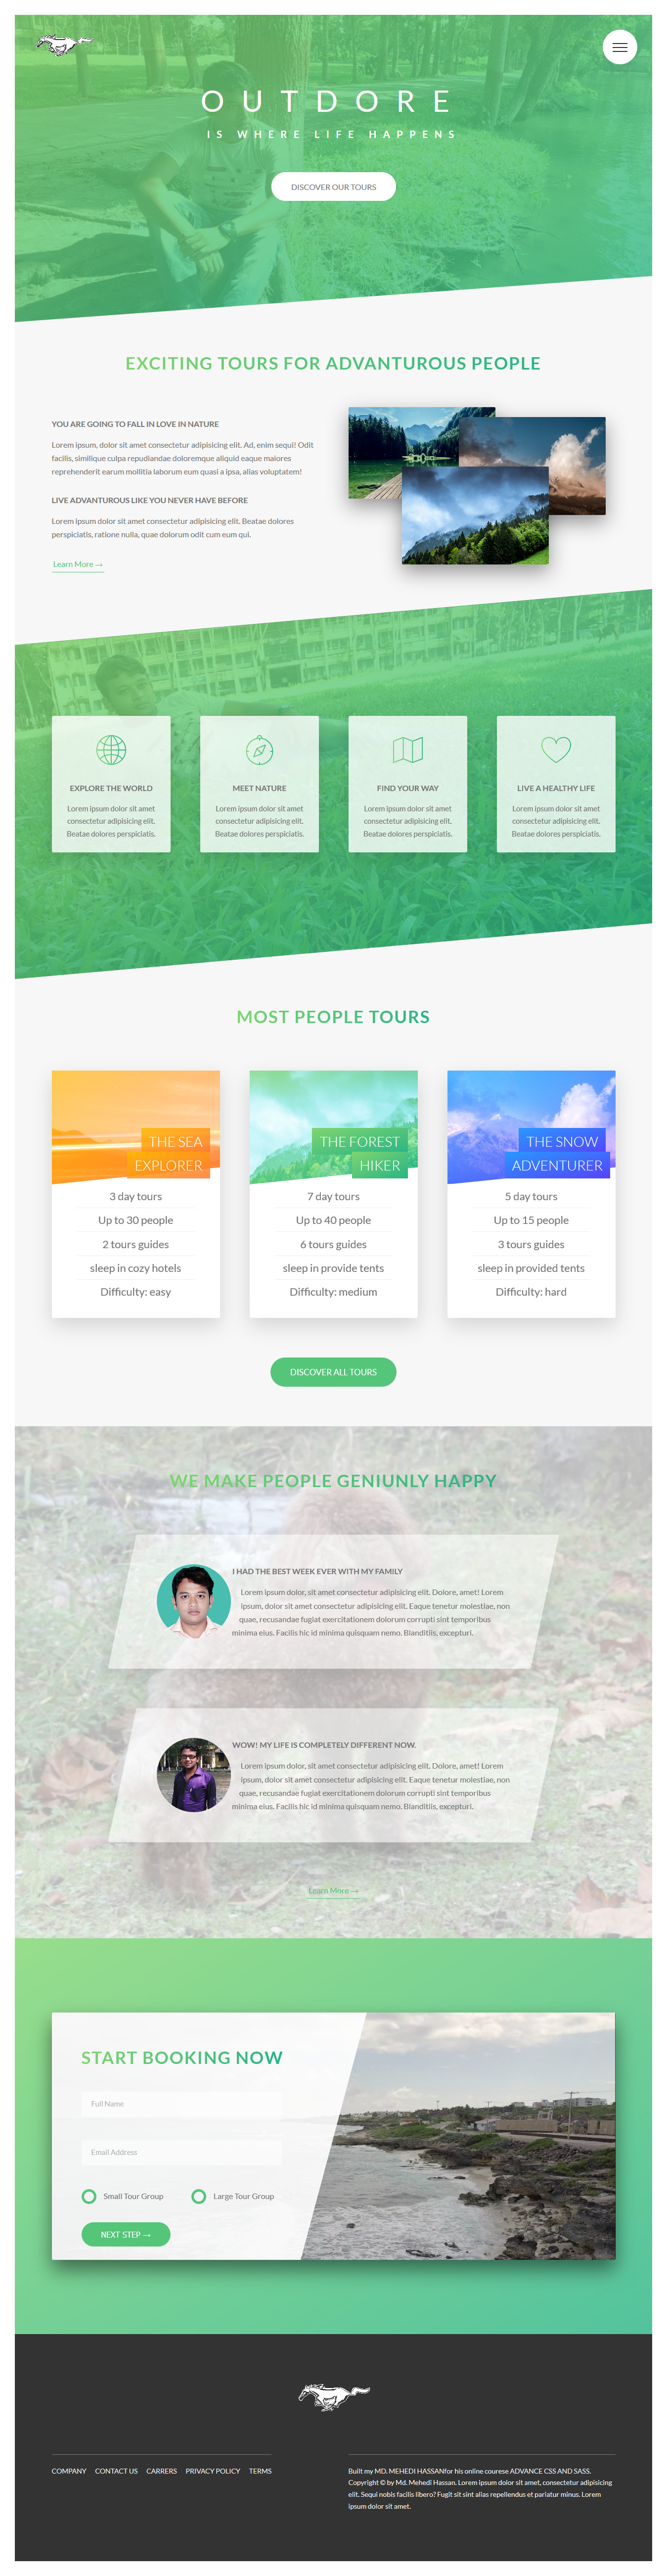 OUTDORE
IS WHERE LIFE HAPPENS
DISCOVER OUR TOURS
EXCITING TOURS FOR ADVANTUROUS PEOPLE
YOU ARE GOING TO FALL IN LOVE IN NATURE
Lorem ipsum, dolor sit amet consectetur adipisicing elit. Ad, enim sequi! Odit
facilis, similique culpa repudiandae doloremque aliquid eaque maiores
reprehenderit earum mollitia laborum eum quasi a ipsa, alias voluptatem!
LIVE ADVANTUROUS LIKE YOU NEVER HAVE BEFORE
Lorem ipsum dolor sit amet consectetur adipisicing elit. Beatae dolores
perspiciatis, ratione nulla, quae dolorum odit cum eum qui.
Learn More →
EXPLORE THE WORLD
Lorem ipsum dolor sit amet
consectetur adipisicing elit.
Beatae dolores perspiciatis.
MEET NATURE
Lorem ipsum dolor sit amet
consectetur adipisicing elit.
Beatae dolores perspiciatis.
FIND YOUR WAY
Lorem ipsum dolor sit amet
consectetur adipisicing elit.
Beatae dolores perspiciatis.
LIVE A HEALTHY LIFE
Lorem ipsum dolor sit amet
consectetur adipisicing elit.
Beatae dolores perspiciatis.
MOST PEOPLE TOURS
THE SEA
EXPLORER
3 day tours
Up to 30 people
2 tours guides
sleep in cozy hotels
Difficulty: easy
THE FOREST
HIKER
7 day tours
Up to 40 people
6 tours guides
sleep in provide tents
Difficulty: medium
THE SNOW
ADVENTURER
5 day tours
Up to 15 people
3 tours guides
sleep in provided tents
Difficulty: hard
DISCOVER ALL TOURS
WE MAKE PEOPLE GENIUNLY HAPPY
I HAD THE BEST WEEK EVER WITH MY FAMILY
Lorem ipsum dolor, sit amet consectetur adipisicing elit. Dolore, amet! Lorem
ipsum, dolor sit amet consectetur adipisicing elit. Eaque tenetur molestiae, non
quae, recusandae fugiat exercitationem dolorum corrupti sint temporibus
minima eius. Facilis hic id minima quisquam nemo. Blanditiis, excepturi.
WOW! MY LIFE IS COMPLETELY DIFFERENT NOW.
Lorem ipsum dolor, sit amet consectetur adipisicing elit. Dolore, amet! Lorem
ipsum, dolor sit amet consectetur adipisicing elit. Eaque tenetur molestiae, non
quae, recusandae fugiat exercitationem dolorum corrupti sint temporibus
minima eius. Facilis hic id minima quisquam nemo. Blanditiis, excepturi.
Learn More →
START BOOKING NOW
Full Name
Email Address
Small Tour Group
Large Tour Group
NEXT STEP →
COMPANY CONTACT US CARRERS PRIVACY POLICY TERMS
Built my MD. MEHEDI HASSANfor his online courese ADVANCE CSS AND SASS.
Copyright © by Md. Mehedi Hassan. Lorem ipsum dolor sit amet, consectetur adipisicing
elit. Sequi nobis facilis libero? Fugit sit sint alias repellendus et pariatur minus. Lorem
ipsum dolor sit amet.